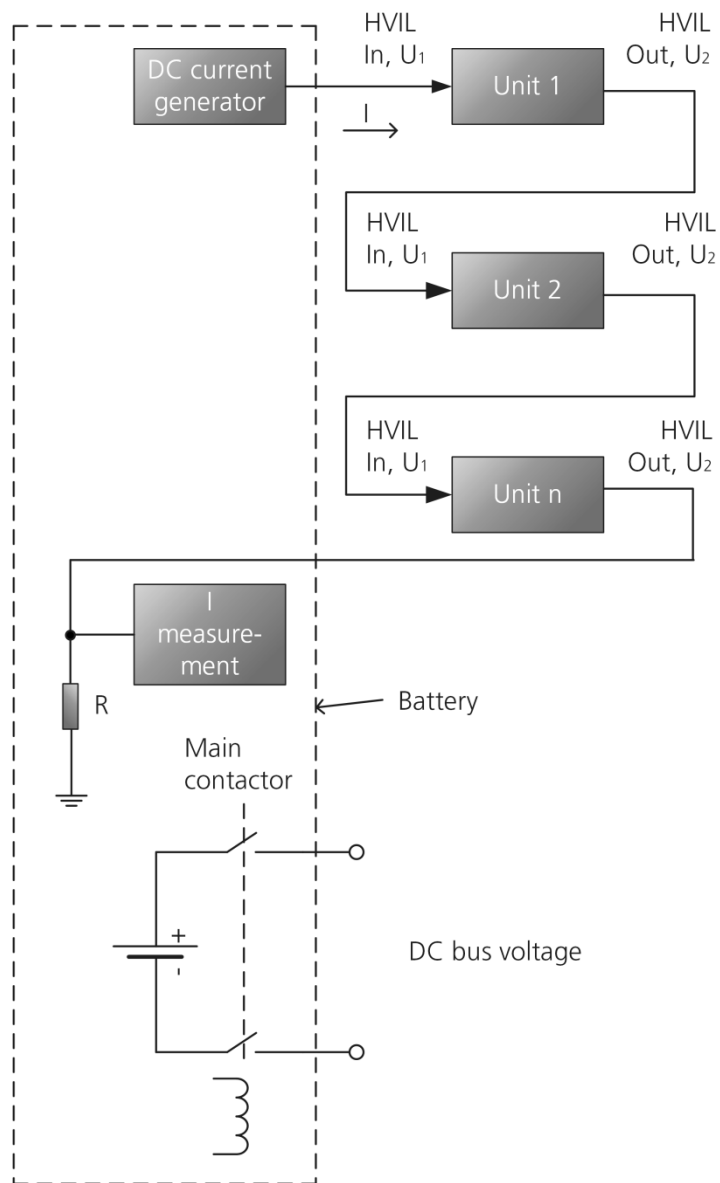 DC current
generator
HVIL
In, U1
I
Unit 1
HVIL
Out, U2
HVIL
In, U1
Unit 2
HVIL
Out, U2
HVIL
In, U1
Unit n
HVIL
Out, U2
I
measure-
ment
R
Battery
Main
contactor
+
-
DC bus voltage